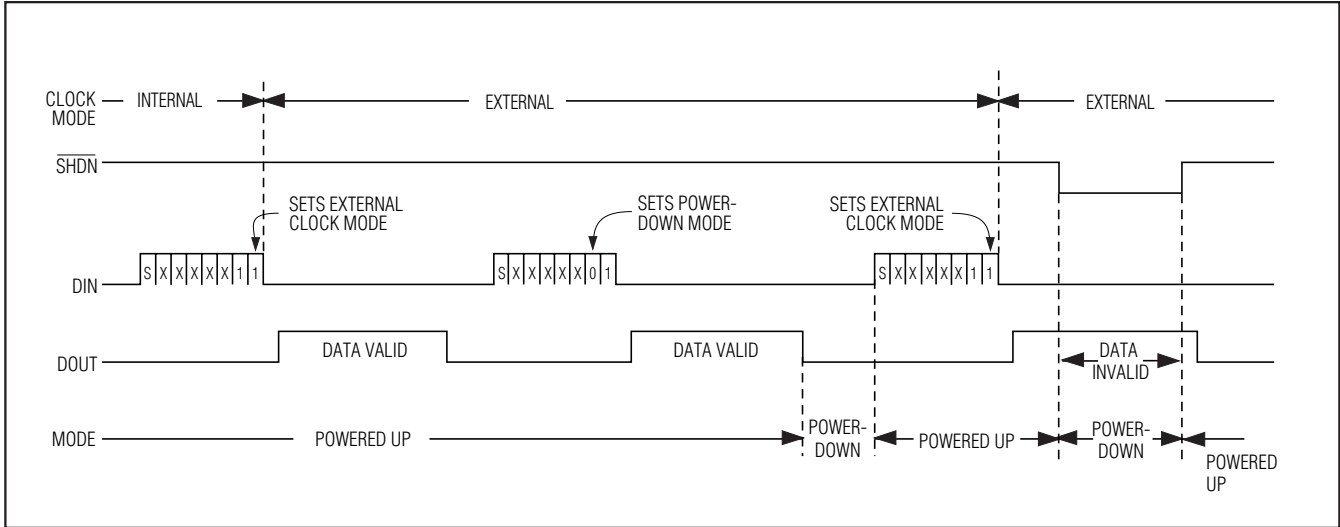 CLOCK MODE
INTERNAL
EXTERNAL
EXTERNAL
SHDN
SETS EXTERNAL
CLOCK MODE
SETS POWER-
DOWN MODE
SETS EXTERNAL
CLOCK MODE
DIN
S X X X X X 1 1
S X X X X X 0 1
S X X X X X 1 1
DOUT
DATA VALID
DATA VALID
DATA
INVALID
MODE
POWERED UP
POWER-
DOWN
POWERED UP
POWER-
DOWN
POWERED
UP